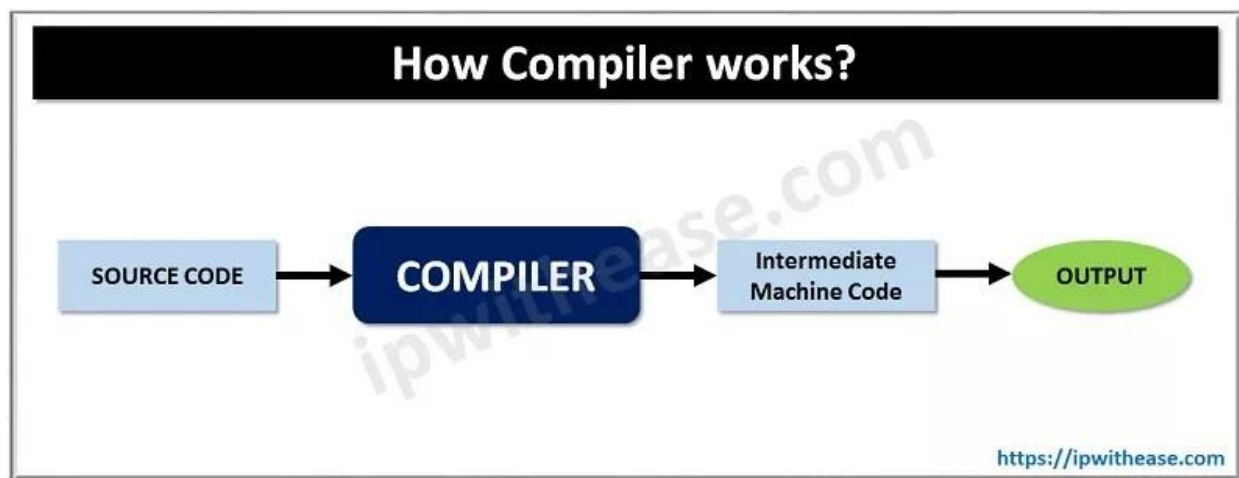 How Compiler works?
SOURCE CODE
COMPILER
Intermediate
Machine Code
OUTPUT
ipwithease.com
https://ipwithease.com